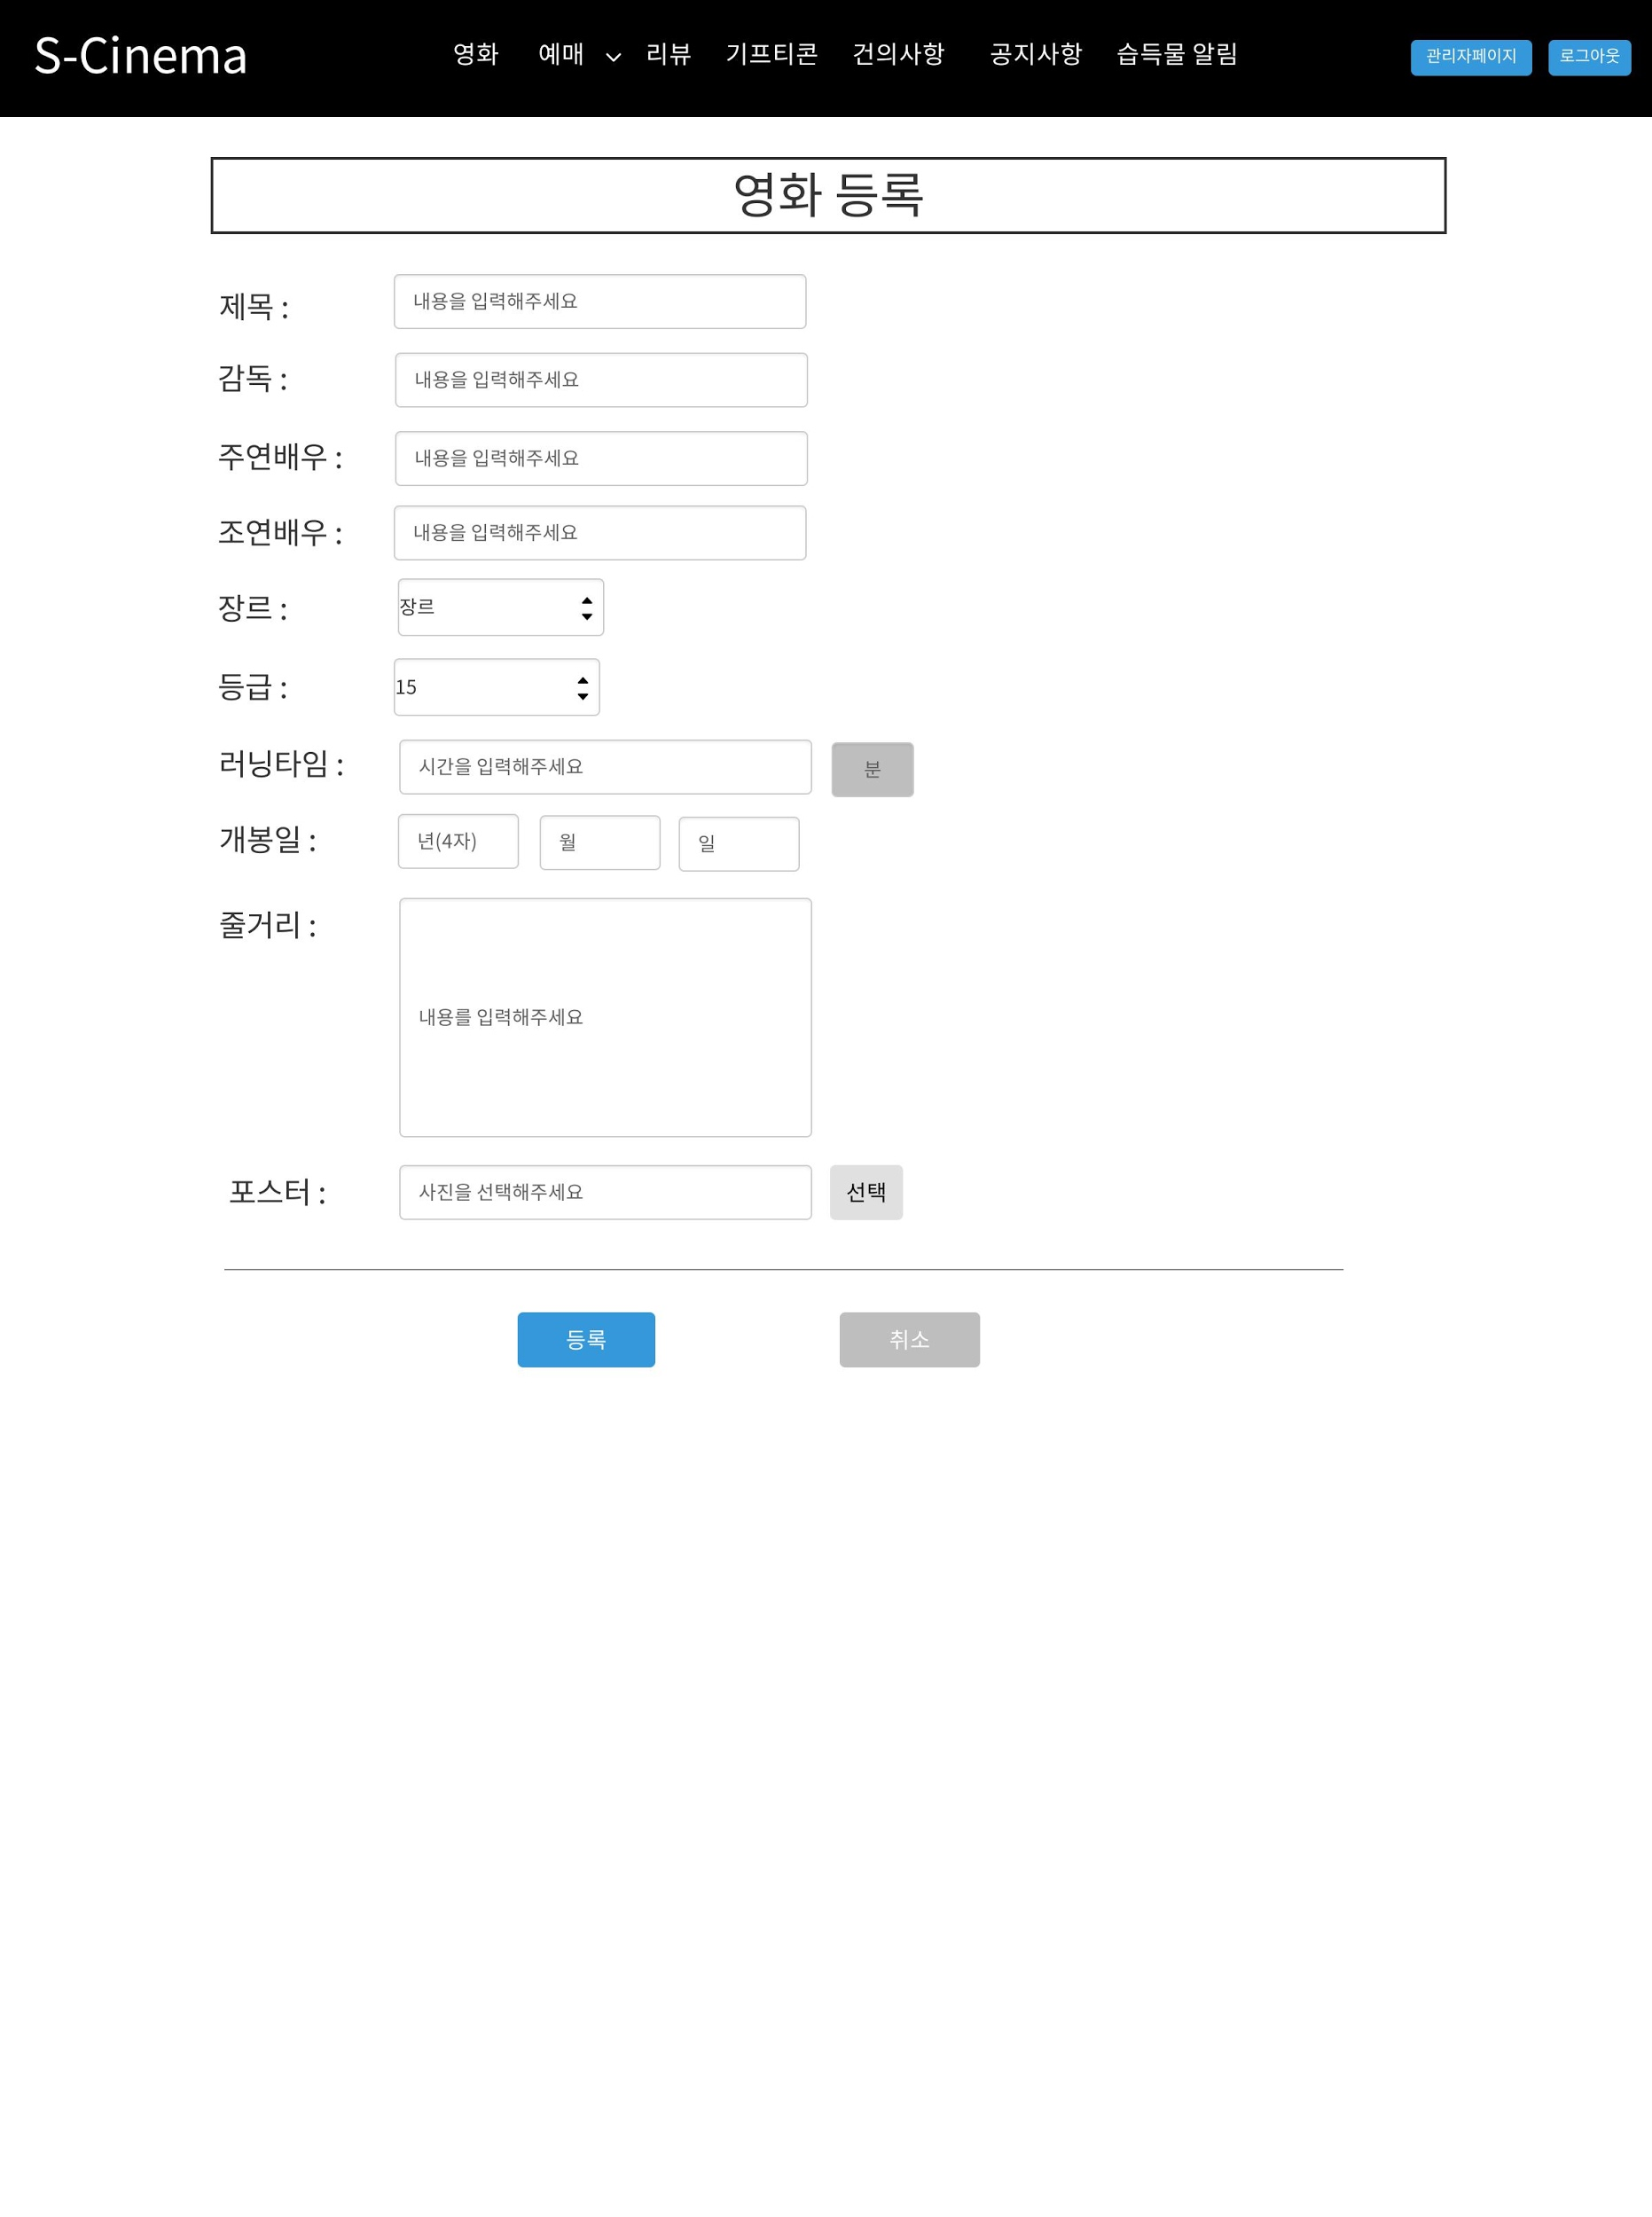 S-Cinema 영화 예매 리뷰 기프티콘 건의사항 공지사항 습득물 알림 관리자페이지 로그아웃
영화 등록
제목 : 내용을 입력해주세요
감독 : 내용을 입력해주세요
주연배우 : 내용을 입력해주세요
조연배우 : 내용을 입력해주세요
장르 : 장르
등급 : 15
러닝타임 : 시간을 입력해주세요 분
개봉일 : 년(4자) 월 일
줄거리 :
내용를 입력해주세요
포스터 : 사진을 선택해주세요 선택
등록 취소